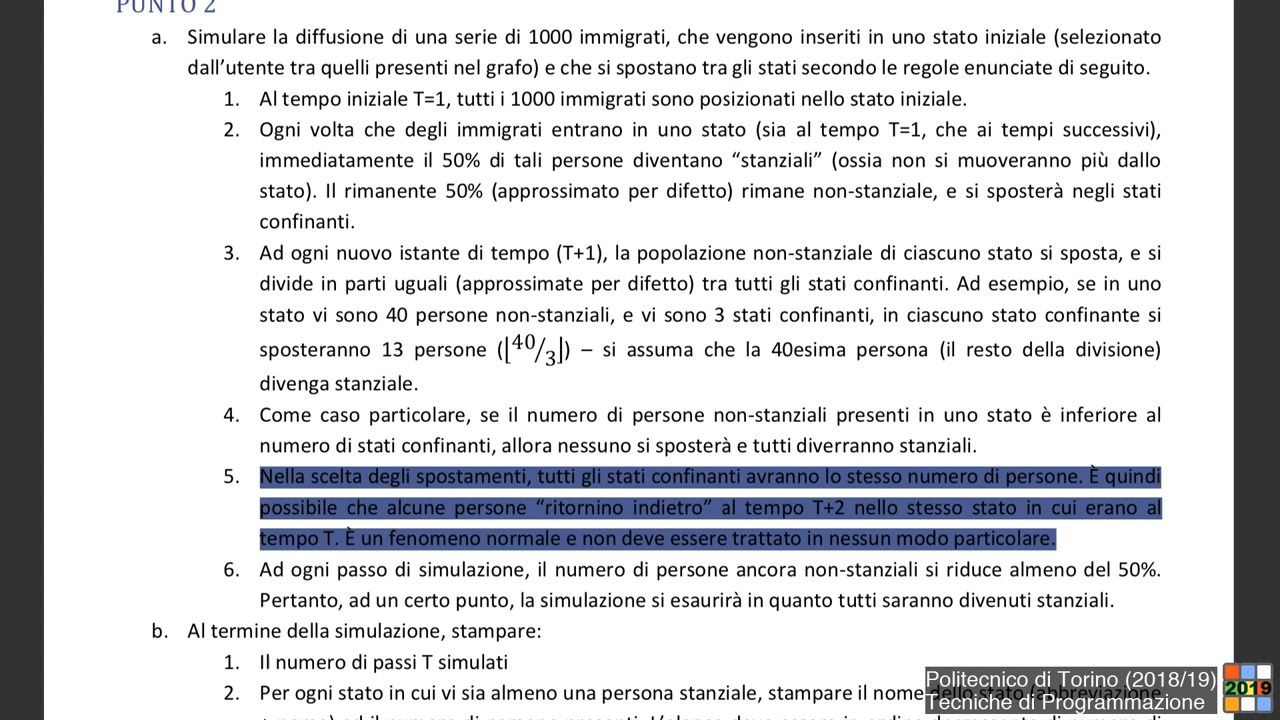 PUNTO 2
a. Simulare la diffusione di una serie di 1000 immigrati, che vengono inseriti in uno stato iniziale (selezionato
dall’utente tra quelli presenti nel grafo) e che si spostano tra gli stati secondo le regole enunciate di seguito.
1. Al tempo iniziale T=1, tutti i 1000 immigrati sono posizionati nello stato iniziale.
2. Ogni volta che degli immigrati entrano in uno stato (sia al tempo T=1, che ai tempi successivi),
immediatamente il 50% di tali persone diventano “stanziali” (ossia non si muoveranno più dallo
stato). Il rimanente 50% (approssimato per difetto) rimane non-stanziale, e si sposterà negli stati
confinanti.
3. Ad ogni nuovo istante di tempo (T+1), la popolazione non-stanziale di ciascuno stato si sposta, e si
divide in parti uguali (approssimate per difetto) tra tutti gli stati confinanti. Ad esempio, se in uno
stato vi sono 40 persone non-stanziali, e vi sono 3 stati confinanti, in ciascuno stato confinante si
sposteranno 13 persone (⌊40/3⌋) – si assuma che la 40esima persona (il resto della divisione)
divenga stanziale.
4. Come caso particolare, se il numero di persone non-stanziali presenti in uno stato è inferiore al
numero di stati confinanti, allora nessuno si sposterà e tutti diverranno stanziali.
5. Nella scelta degli spostamenti, tutti gli stati confinanti avranno lo stesso numero di persone. È quindi
possibile che alcune persone “ritornino indietro” al tempo T+2 nello stesso stato in cui erano al
tempo T. È un fenomeno normale e non deve essere trattato in nessun modo particolare.
6. Ad ogni passo di simulazione, il numero di persone ancora non-stanziali si riduce almeno del 50%.
Pertanto, ad un certo punto, la simulazione si esaurirà in quanto tutti saranno divenuti stanziali.
b. Al termine della simulazione, stampare:
1. Il numero di passi T simulati
2. Per ogni stato in cui vi sia almeno una persona stanziale, stampare il nome dello stato (abbreviazione
Politecnico di Torino (2018/19)
Tecniche di Programmazione
2019